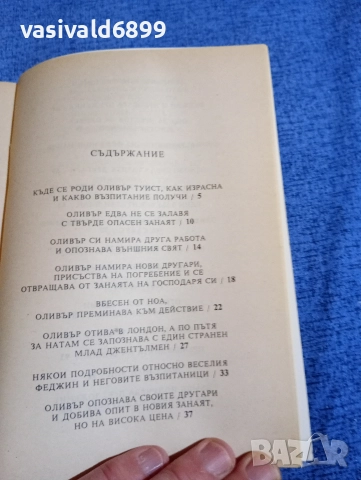 vasivald6899
СЪДЪРЖАНИЕ
КЪДЕ СЕ РОДИ ОЛИВЪР ТУИСТ, КАК ИЗРАСНА
И КАКВО ВЪЗПИТАНИЕ ПОЛУЧИ / 5
ОЛИВЪР ЕДВА НЕ СЕ ЗАЛАВЯ
С ТВЪРДЕ ОПАСЕН ЗАНАЯТ / 10
ОЛИВЪР СИ НАМИРА ДРУГА РАБОТА
И ОПОЗНАВА ВЪНШНИЯ СВЯТ / 14
ОЛИВЪР НАМИРА НОВИ ДРУГАРИ,
ПРИСЪСТВА НА ПОГРЕБЕНИЕ И СЕ
ОТВРАЩАВА ОТ ЗАНАЯТА НА ГОСПОДАРЯ СИ / 18
ВБЕСЕН ОТ НОА,
ОЛИВЪР ПРЕМИНАВА КЪМ ДЕЙСТВИЕ / 22
ОЛИВЪР ОТИВА В ЛОНДОН, А ПО ПЪТЯ
ЗА НАТАМ СЕ ЗАПОЗНАВА С ЕДИН СТРАНЕН
МЛАД ДЖЕНТЪЛМЕН / 27
НЯКОИ ПОДРОБНОСТИ ОТНОСНО ВЕСЕЛИЯ
ФЕДЖИН И НЕГОВИТЕ ВЪЗПИТАНИЦИ / 33
ОЛИВЪР ОПОЗНАВА СВОИТЕ ДРУГАРИ
И ДОБИВА ОПИТ В НОВИЯ ЗАНАЯТ,
НО НА ВИСОКА ЦЕНА / 37
BAZAR